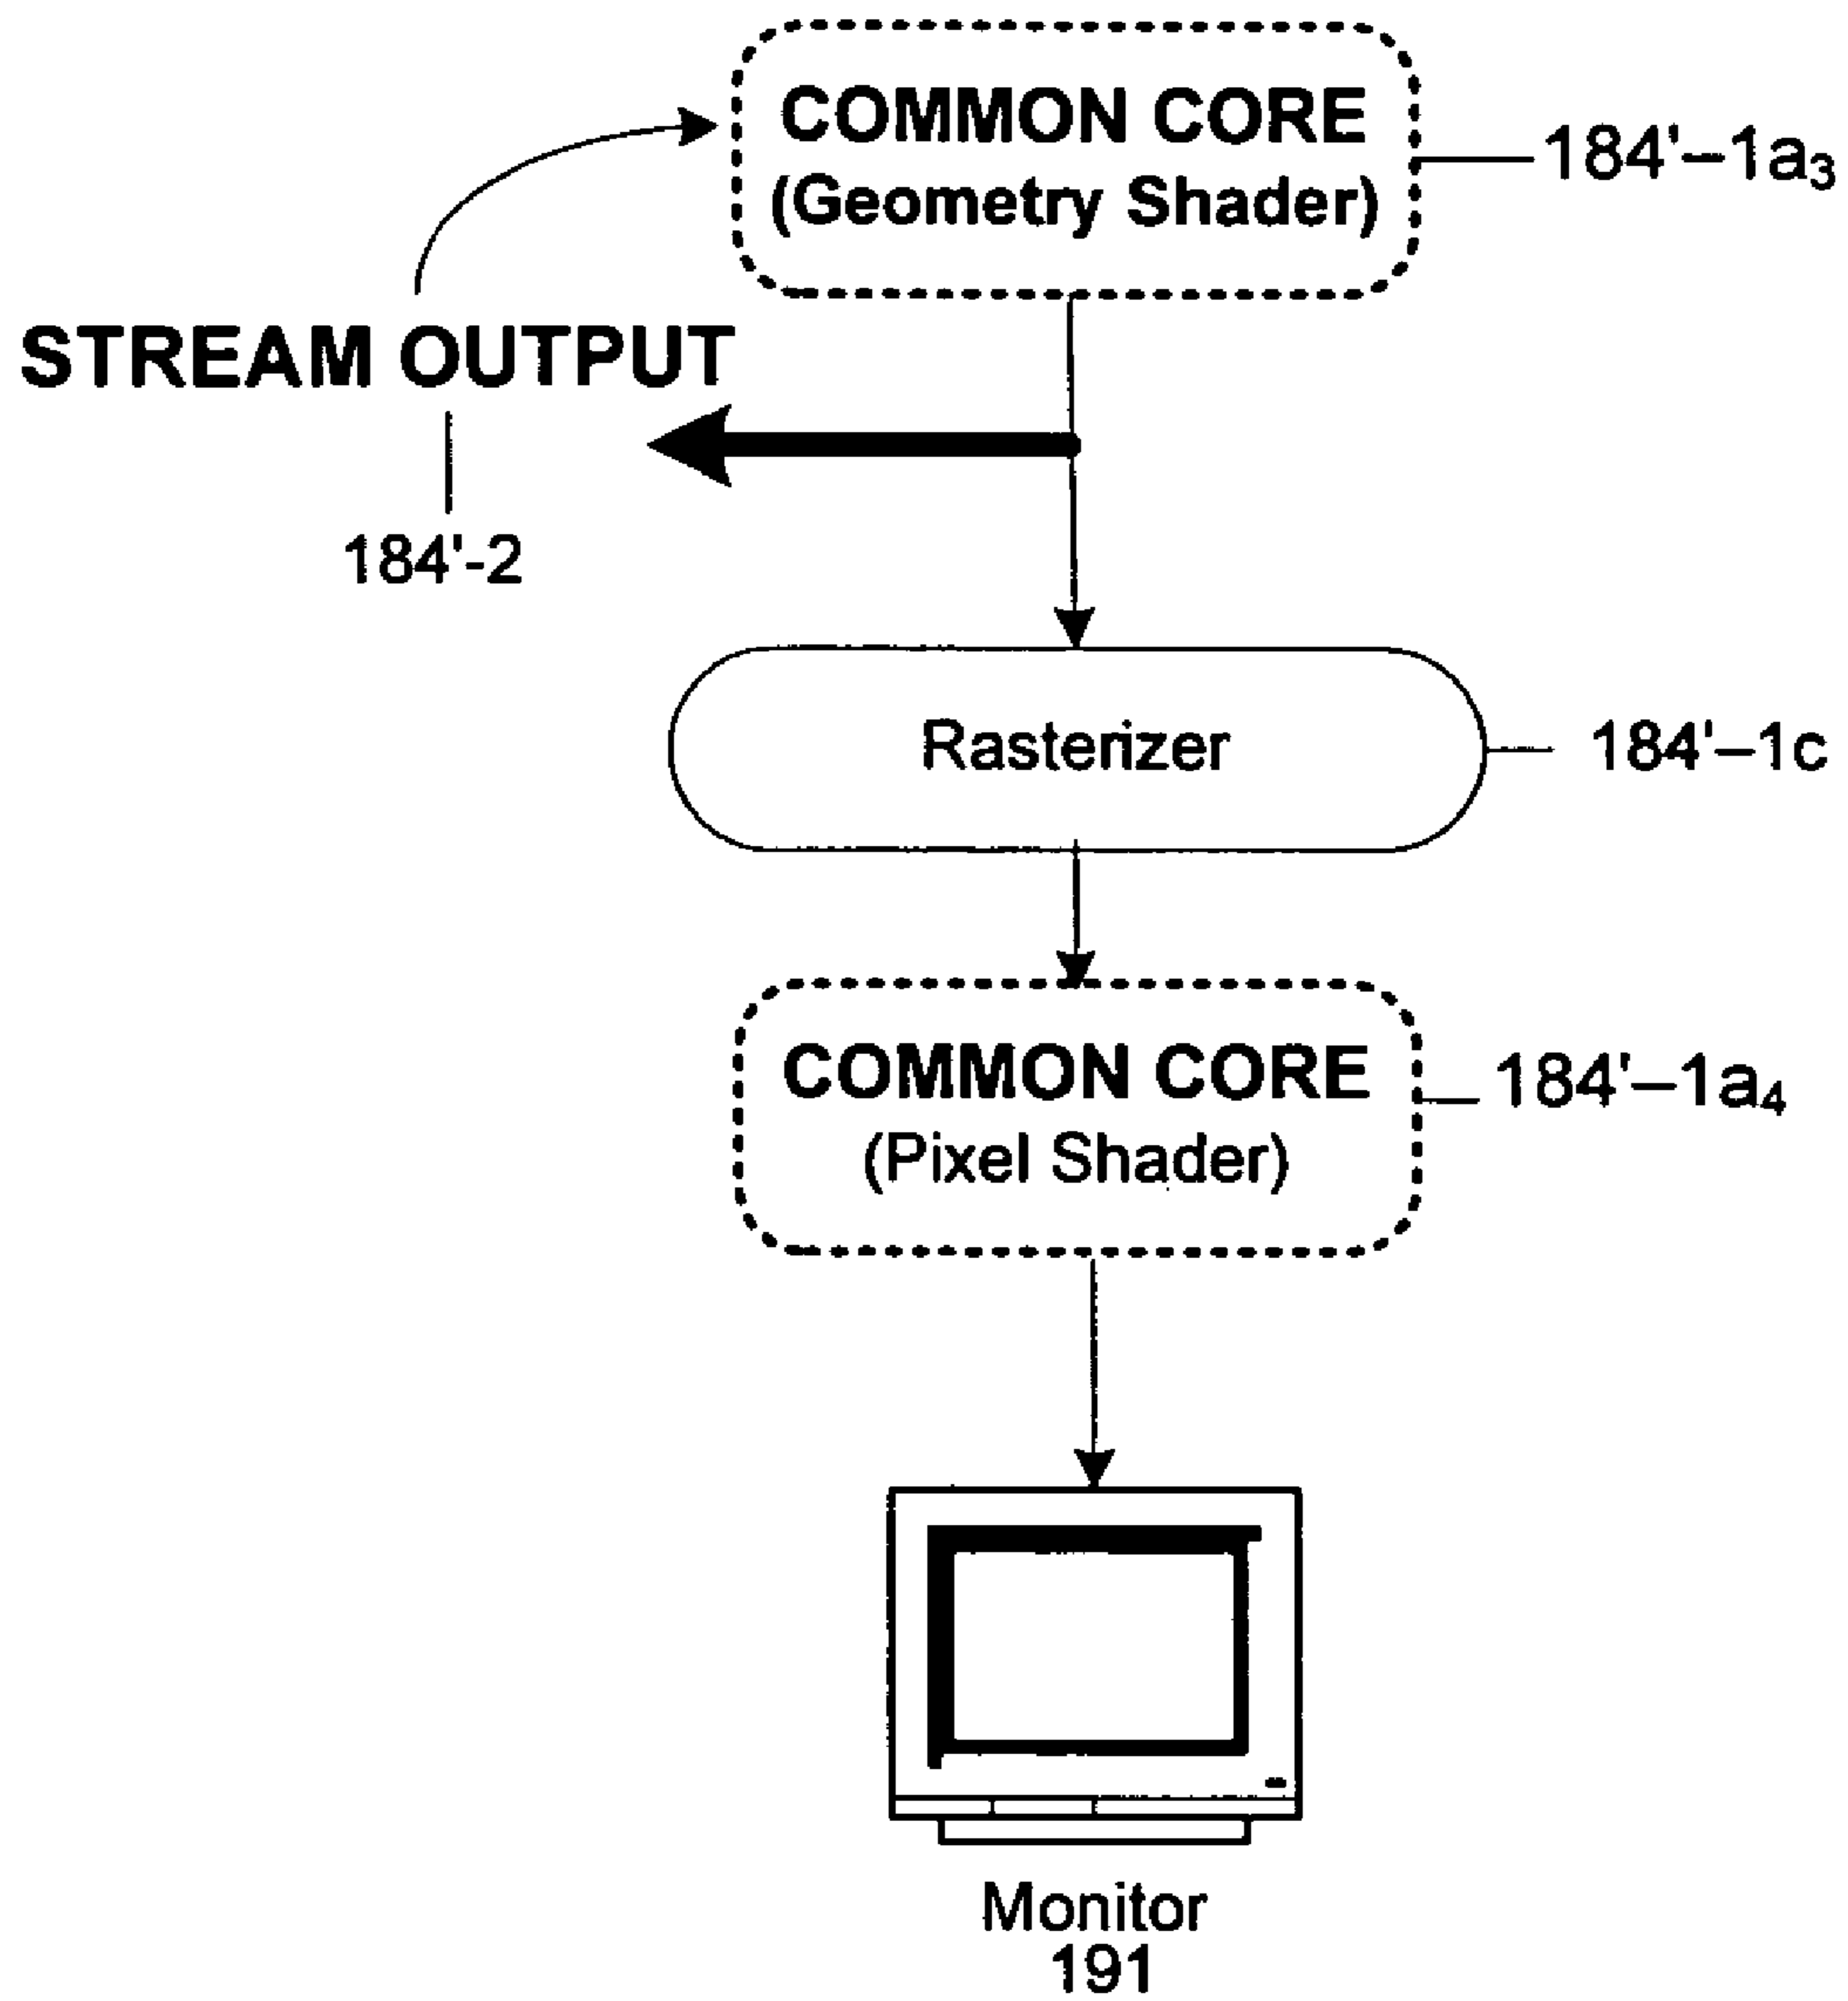 COMMON CORE
(Geometry Shader)
184'–1a₃
STREAM OUTPUT
184'-2
Rasterizer
184'–1c
COMMON CORE
(Pixel Shader)
184'–1a₄
Monitor
191